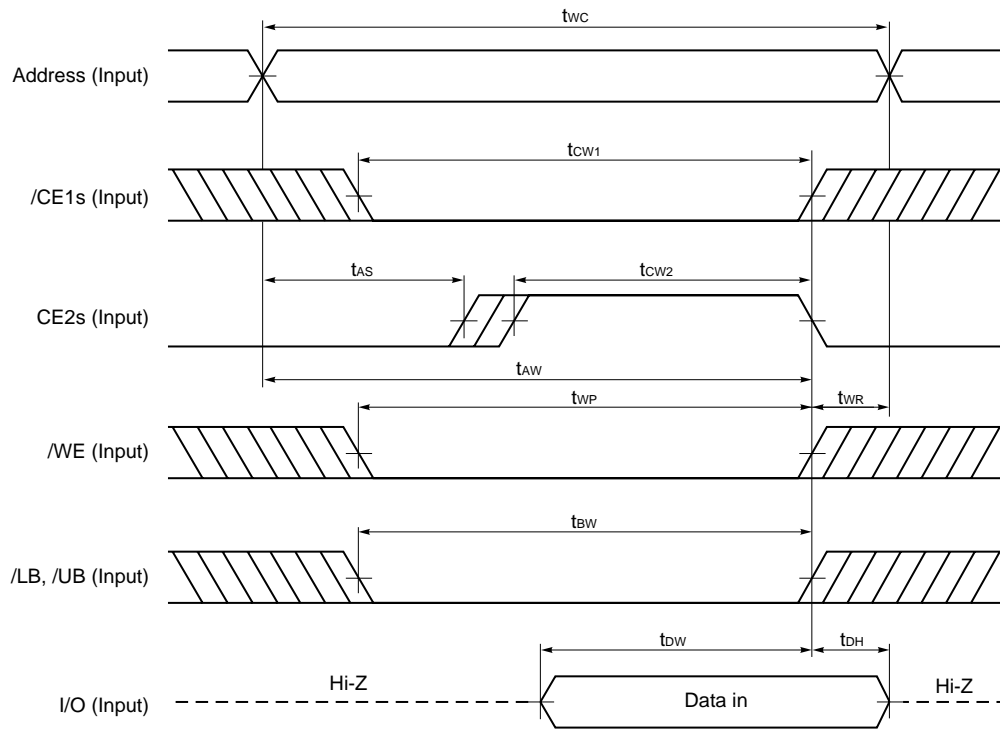 tWC
Address (Input)
tCW1
/CE1s (Input)
tAS
tCW2
CE2s (Input)
tAW
tWP
tWR
/WE (Input)
tBW
/LB, /UB (Input)
tDW
tDH
Hi-Z
Data in
Hi-Z
I/O (Input)